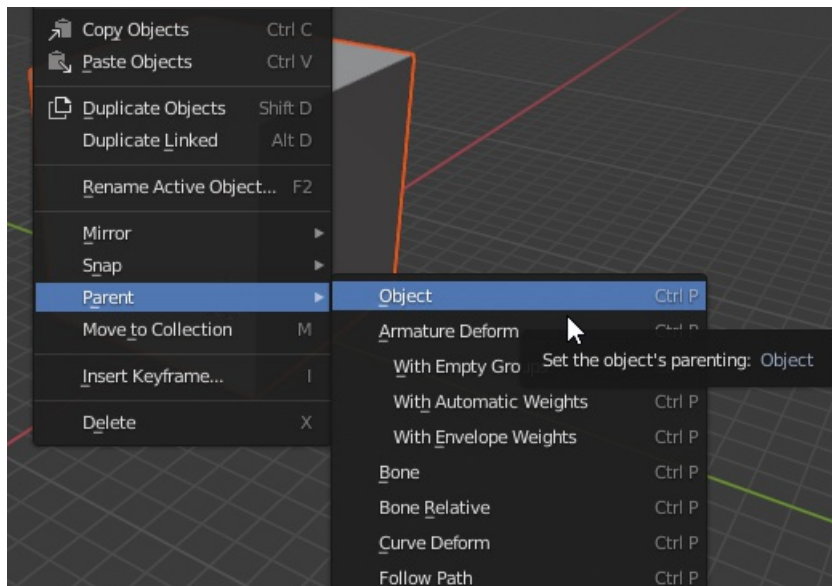 Copy Objects Ctrl C
Paste Objects Ctrl V
Duplicate Objects Shift D
Duplicate Linked Alt D
Rename Active Object... F2
Mirror
Snap
Parent
Move to Collection M
Insert Keyframe... I
Delete X
Object Ctrl P
Armature Deform Ctrl P
With Empty Gro
Set the object's parenting: Object
With Automatic Weights Ctrl P
With Envelope Weights Ctrl P
Bone Ctrl P
Bone Relative Ctrl P
Curve Deform Ctrl P
Follow Path Ctrl P